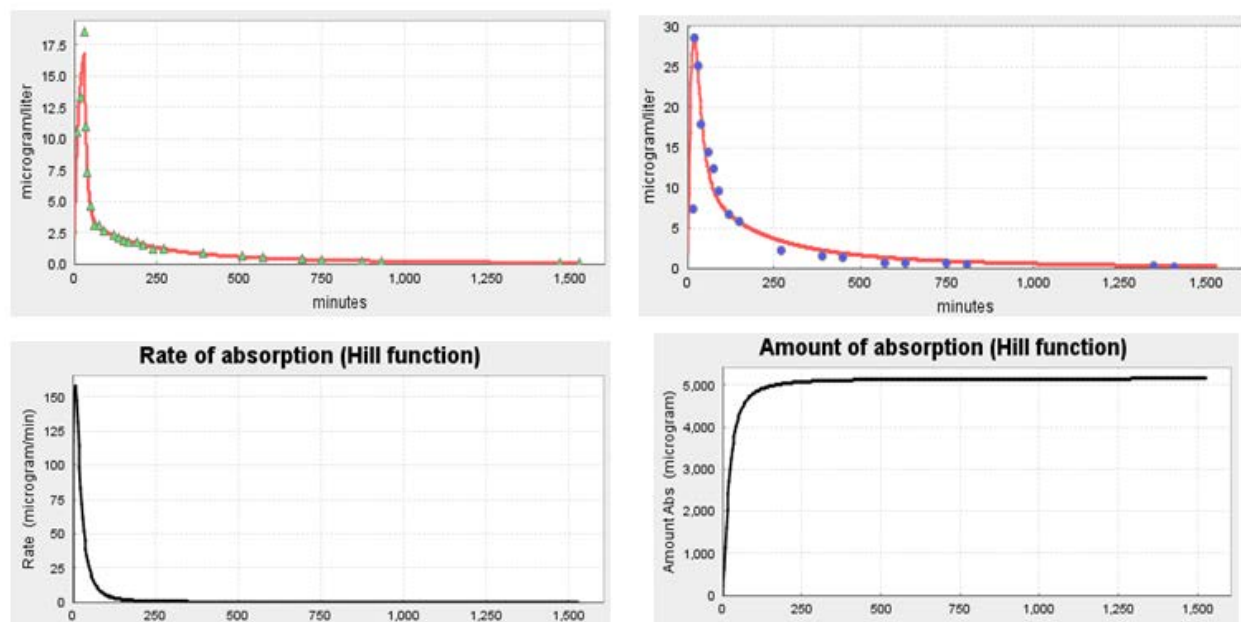 microgram/liter
17.5
15.0
12.5
10.0
7.5
5.0
2.5
0.0
0 250 500 750 1,000 1,250 1,500
minutes
microgram/liter
30
25
20
15
10
5
0
0 250 500 750 1,000 1,250 1,500
minutes
Rate of absorption (Hill function)
Rate (microgram/min)
150
125
100
75
50
25
0
0 250 500 750 1,000 1,250 1,500
Amount of absorption (Hill function)
Amount Abs (microgram)
5,000
4,000
3,000
2,000
1,000
0
0 250 500 750 1,000 1,250 1,500